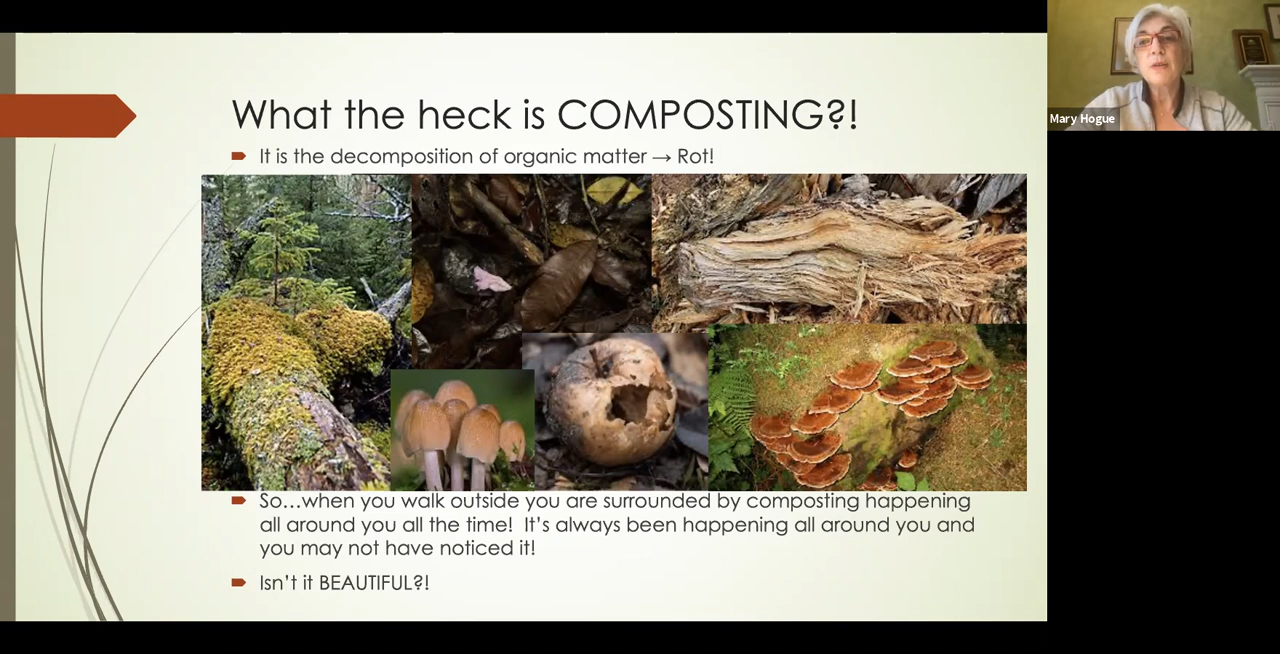 What the heck is COMPOSTING?!
It is the decomposition of organic matter → Rot!
So…when you walk outside you are surrounded by composting happening
all around you all the time!  It's always been happening all around you and
you may not have noticed it!
Isn't it BEAUTIFUL?!
Mary Hogue